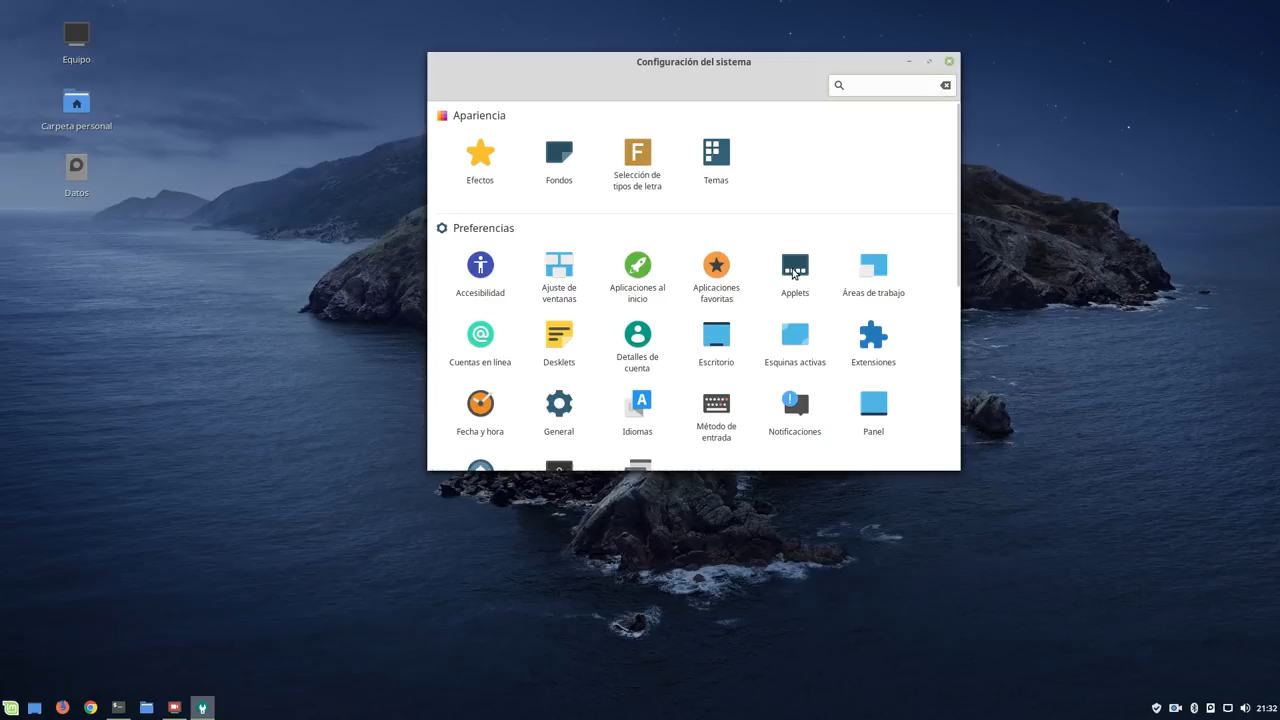 Equipo
Carpeta personal
Datos
Configuración del sistema
Apariencia
Efectos
Fondos
Selección de
tipos de letra
Temas
Preferencias
Accesibilidad
Ajuste de
ventanas
Aplicaciones al
inicio
Aplicaciones
favoritas
Applets
Áreas de trabajo
Cuentas en línea
Desklets
Detalles de
cuenta
Escritorio
Esquinas activas
Extensiones
Fecha y hora
General
Idiomas
Método de
entrada
Notificaciones
Panel
21:32